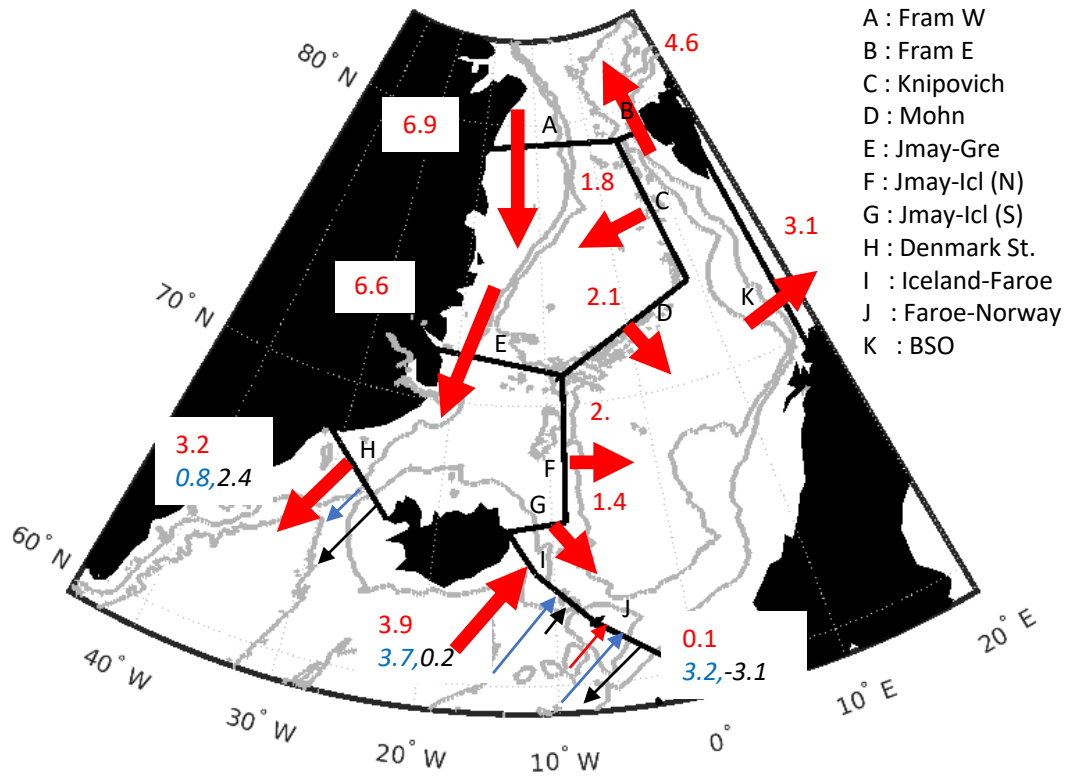 A : Fram W
B : Fram E
C : Knipovich
D : Mohn
E : Jmay-Gre
F : Jmay-Icl (N)
G : Jmay-Icl (S)
H : Denmark St.
I : Iceland-Faroe
J : Faroe-Norway
K : BSO
4.6
80° N
6.9
A
B
1.8
C
3.1
6.6
2.1
K
70° N
D
E
2.
3.2
H
0.8,2.4
F
1.4
G
60° N
I
J
3.9
0.1
3.7,0.2
3.2,-3.1
20° E
40° W
10° E
30° W
0°
20° W
10° W